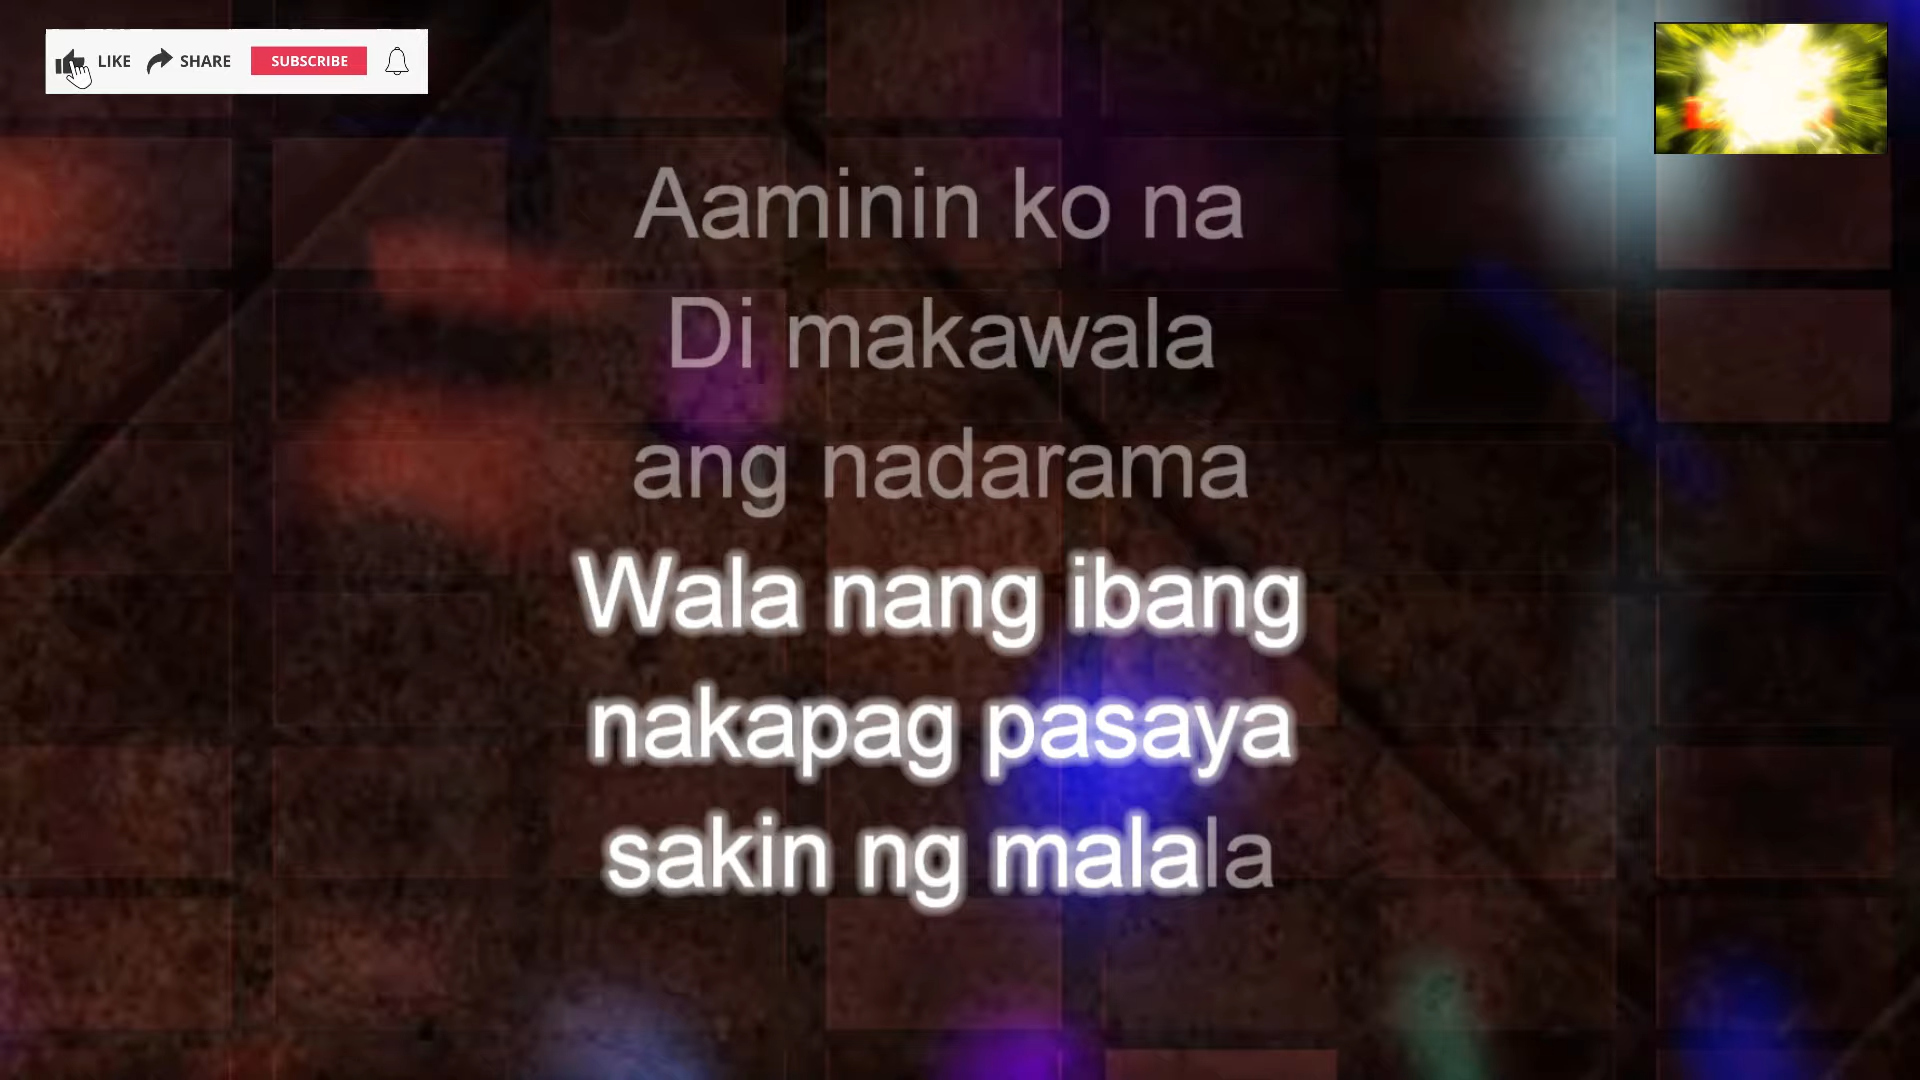 LIKE SHARE SUBSCRIBE
Aaminin ko na
Di makawala
ang nadarama
Wala nang ibang
nakapag pasaya
sakin ng malala